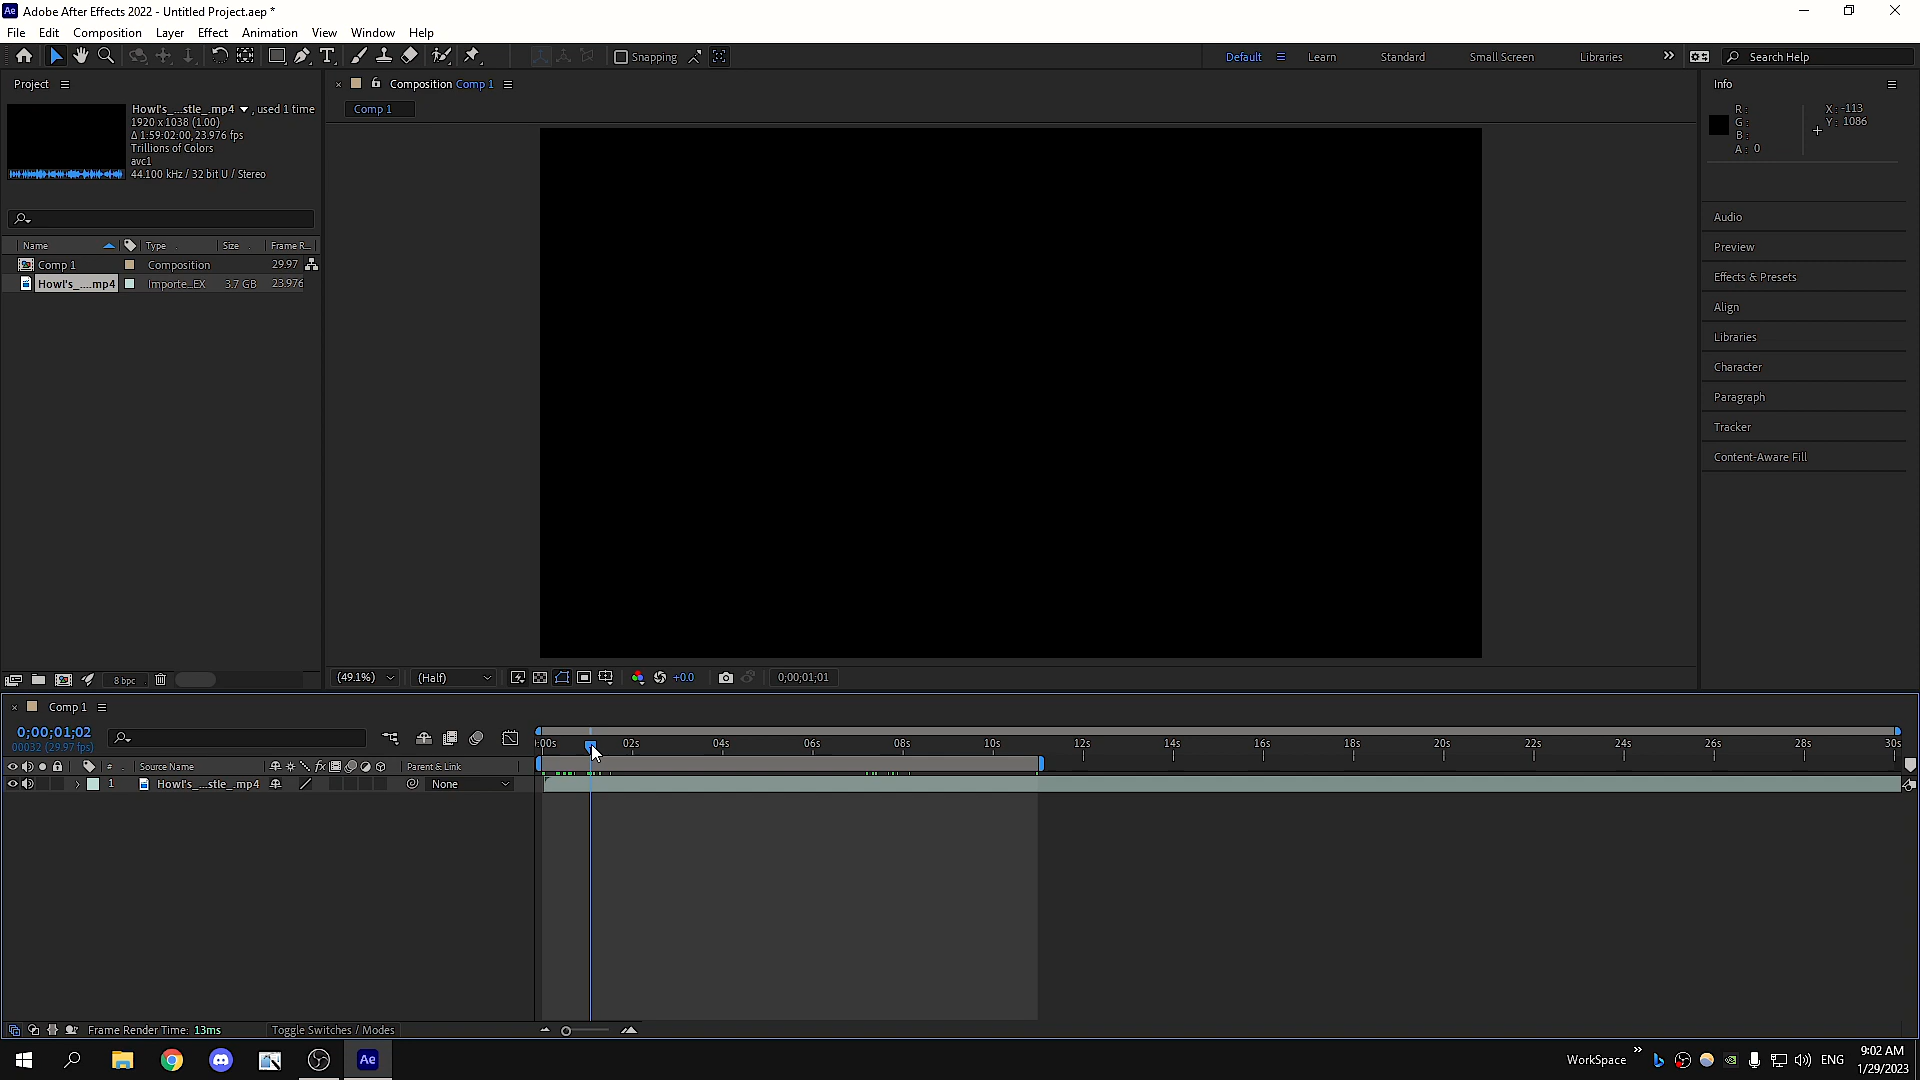 Ae Adobe After Effects 2022 - Untitled Project.aep *
File Edit Composition Layer Effect Animation View Window Help
Snapping
Default Learn Standard Small Screen Libraries Search Help
Project
Composition Comp 1
Info
Comp 1
Howl's_...stle_.mp4 , used 1 time
1920 x 1038 (1.00)
Δ 1:59:02:00, 23.976 fps
Trillions of Colors
avc1
44.100 kHz / 32 bit U / Stereo
R :
G :
B :
A : 0
X : -113
Y : 1086
Name Type Size Frame R...
Comp 1 Composition 29.97
Howl's_....mp4 Importe...EX 3.7 GB 23.976
Audio
Preview
Effects & Presets
Align
Libraries
Character
Paragraph
Tracker
Content-Aware Fill
8 bpc
(49.1%) (Half) +0.0 0;00;01;01
Comp 1
0;00;01;02
00032 (29.97 fps)
:00s 02s 04s 06s 08s 10s 12s 14s 16s 18s 20s 22s 24s 26s 28s 30s
# Source Name fx Parent & Link
1 Howl's_...stle_.mp4 None
Frame Render Time: 13ms Toggle Switches / Modes
Ae
WorkSpace ENG
9:02 AM
1/29/2023